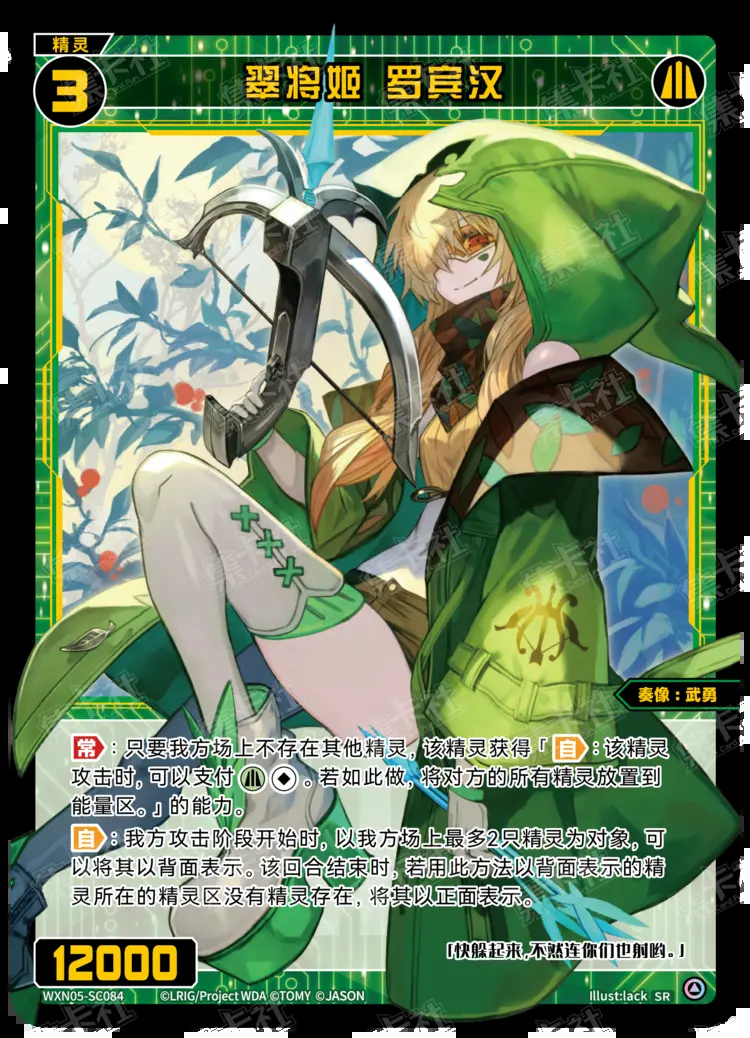 精灵
3
翠将姬 罗宾汉
奏像：武勇
常：只要我方场上不存在其他精灵，该精灵获得「自：该精灵
攻击时，可以支付。若如此做，将对方的所有精灵放置到
能量区。」的能力。
自：我方攻击阶段开始时，以我方场上最多2只精灵为对象，可
以将其以背面表示。该回合结束时，若用此方法以背面表示的精
灵所在的精灵区没有精灵存在，将其以正面表示。
「快躲起来，不然连你们也射哟。」
12000
WXN05-SC084 ©LRIG/Project WDA ©TOMY ©JASON Illust:lack SR
集卡社